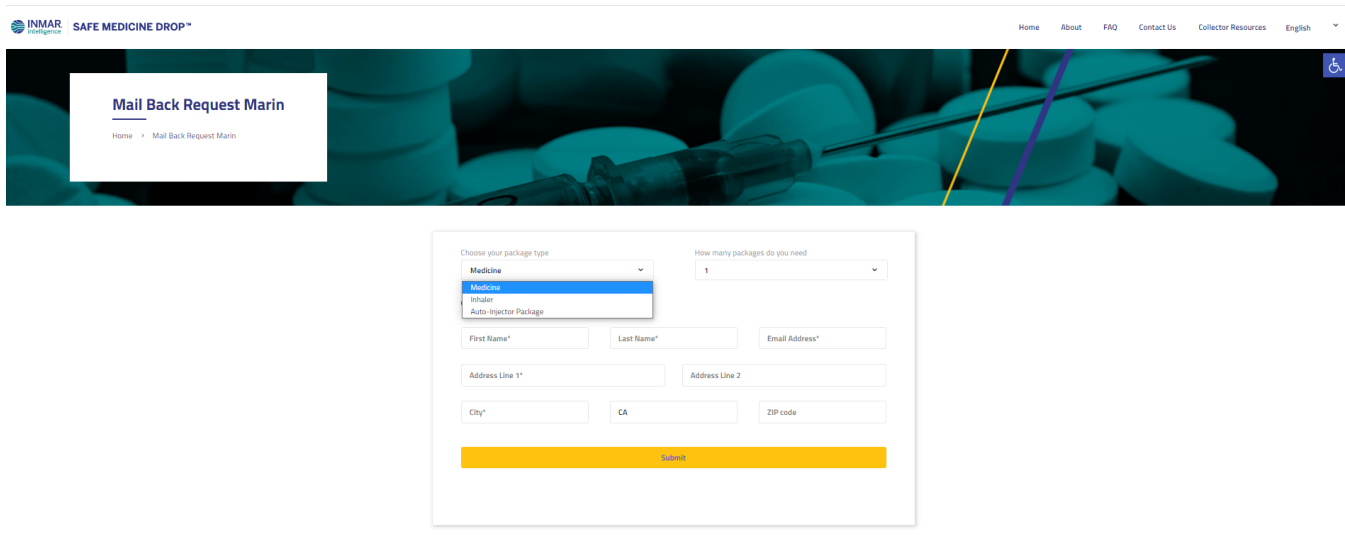 INMAR Intelligence SAFE MEDICINE DROP™ Home About FAQ Contact Us Collector Resources English
Mail Back Request Marin
Home > Mail Back Request Marin
Choose your package type How many packages do you need
Medicine 1
Medicine
Inhaler
Auto-Injector Package
First Name* Last Name* Email Address*
Address Line 1* Address Line 2
City* CA ZIP code
Submit